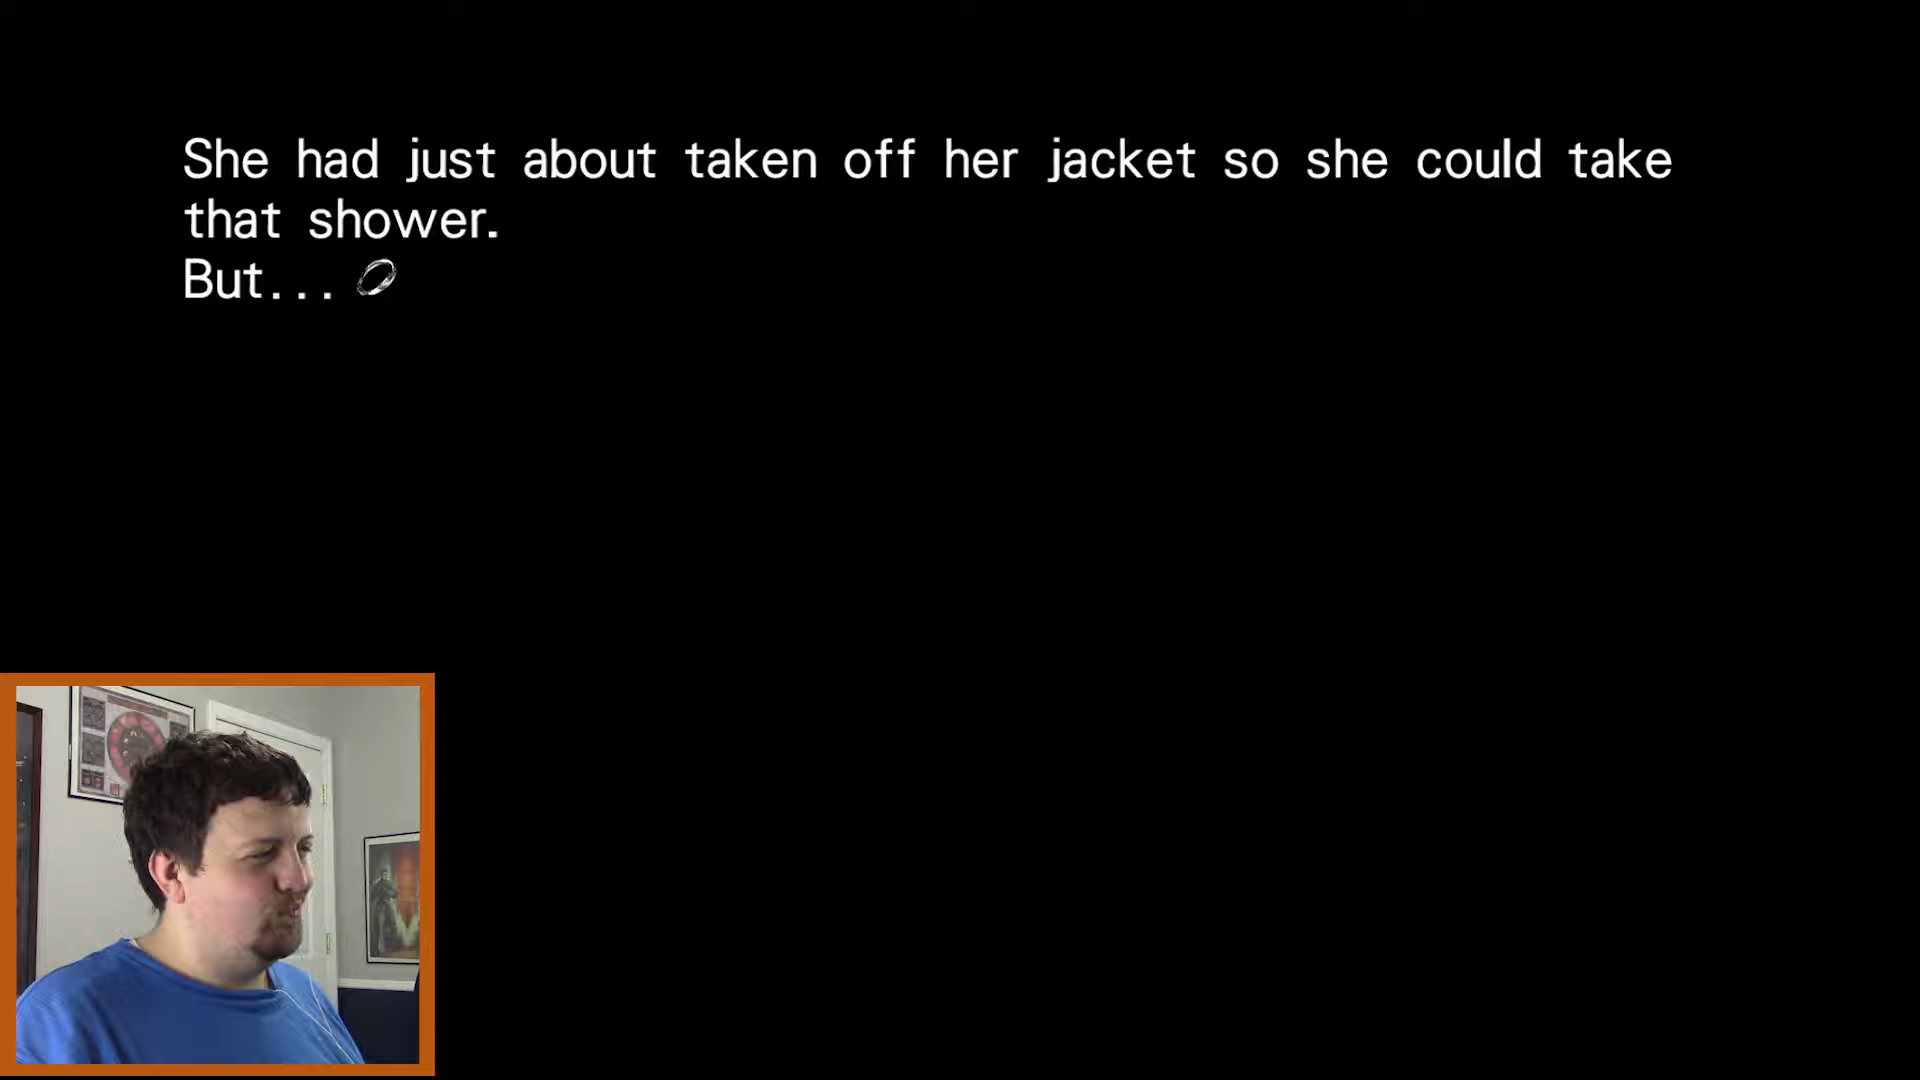 She had just about taken off her jacket so she could take
that shower.
But...